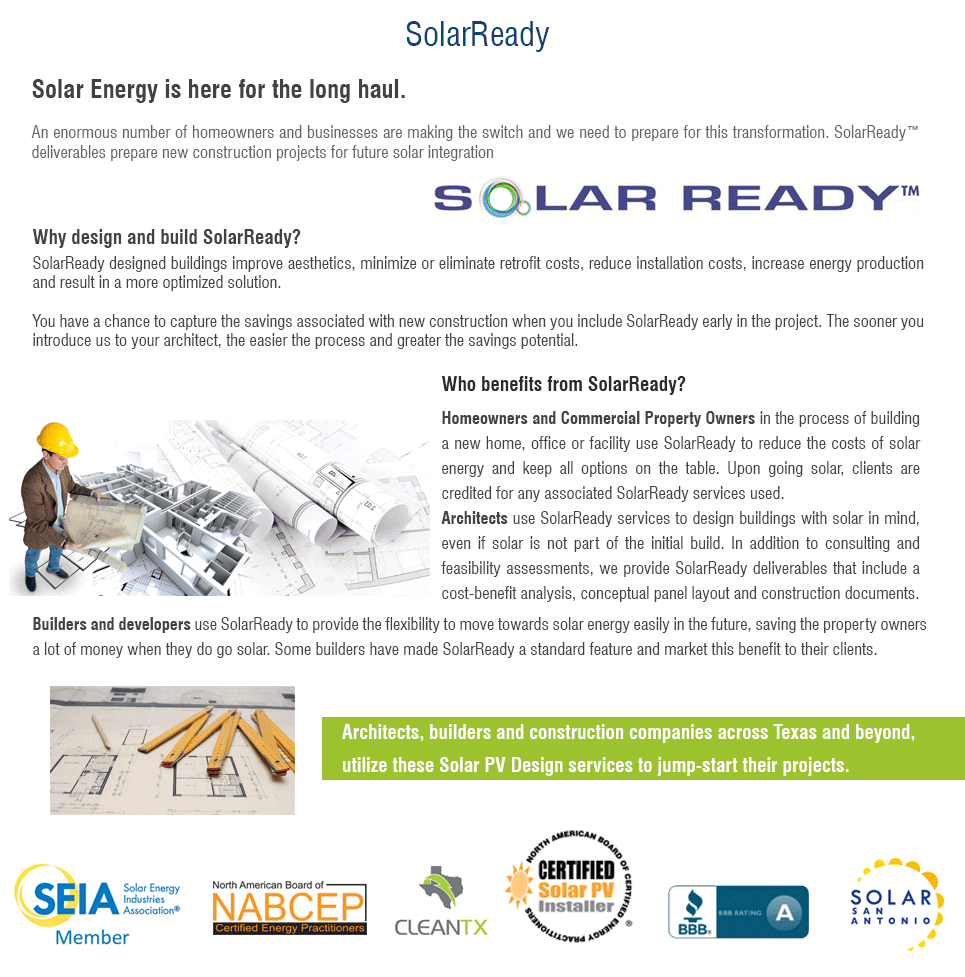 SolarReady
Solar Energy is here for the long haul.
An enormous number of homeowners and businesses are making the switch and we need to prepare for this transformation. SolarReady™
deliverables prepare new construction projects for future solar integration
SOLAR READY™
Why design and build SolarReady?
SolarReady designed buildings improve aesthetics, minimize or eliminate retrofit costs, reduce installation costs, increase energy production
and result in a more optimized solution.
You have a chance to capture the savings associated with new construction when you include SolarReady early in the project. The sooner you
introduce us to your architect, the easier the process and greater the savings potential.
Who benefits from SolarReady?
Homeowners and Commercial Property Owners in the process of building
a new home, office or facility use SolarReady to reduce the costs of solar
energy and keep all options on the table. Upon going solar, clients are
credited for any associated SolarReady services used.
Architects use SolarReady services to design buildings with solar in mind,
even if solar is not part of the initial build. In addition to consulting and
feasibility assessments, we provide SolarReady deliverables that include a
cost-benefit analysis, conceptual panel layout and construction documents.
Builders and developers use SolarReady to provide the flexibility to move towards solar energy easily in the future, saving the property owners
a lot of money when they do go solar. Some builders have made SolarReady a standard feature and market this benefit to their clients.
Architects, builders and construction companies across Texas and beyond,
utilize these Solar PV Design services to jump-start their projects.
SEIA Solar Energy
Industries
Association®
Member
North American Board of
NABCEP
Certified Energy Practitioners
CLEANTX
NORTH AMERICAN BOARD OF CERTIFIED ENERGY PRACTITIONERS
CERTIFIED
Solar PV
Installer
®
BBB®
BBB RATING A
SOLAR
SAN
ANTONIO